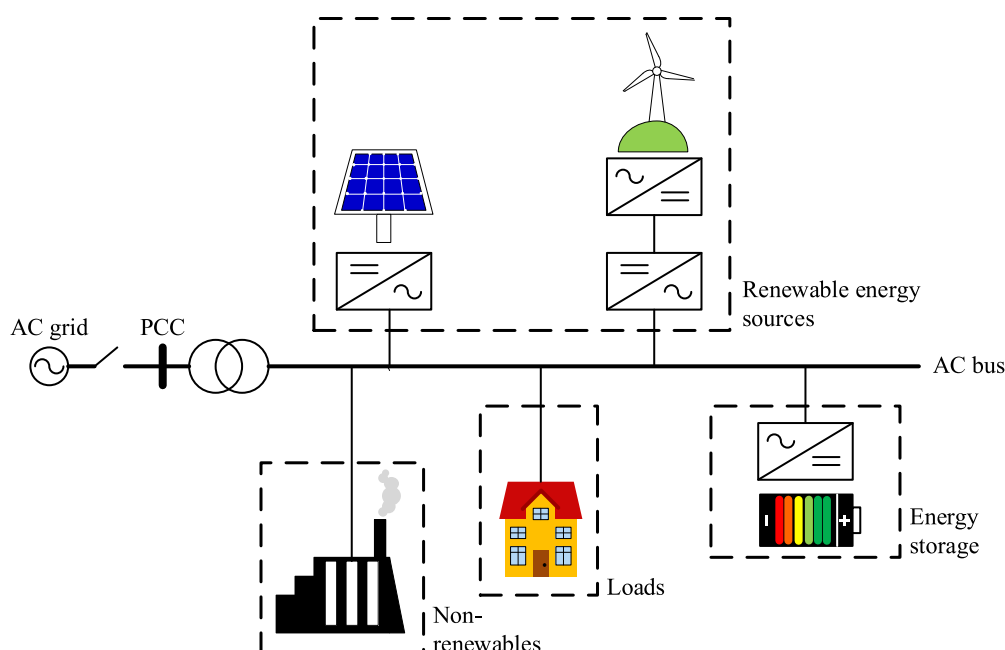 Renewable energy
sources
AC grid
PCC
AC bus
Energy
storage
Loads
Non-
renewables